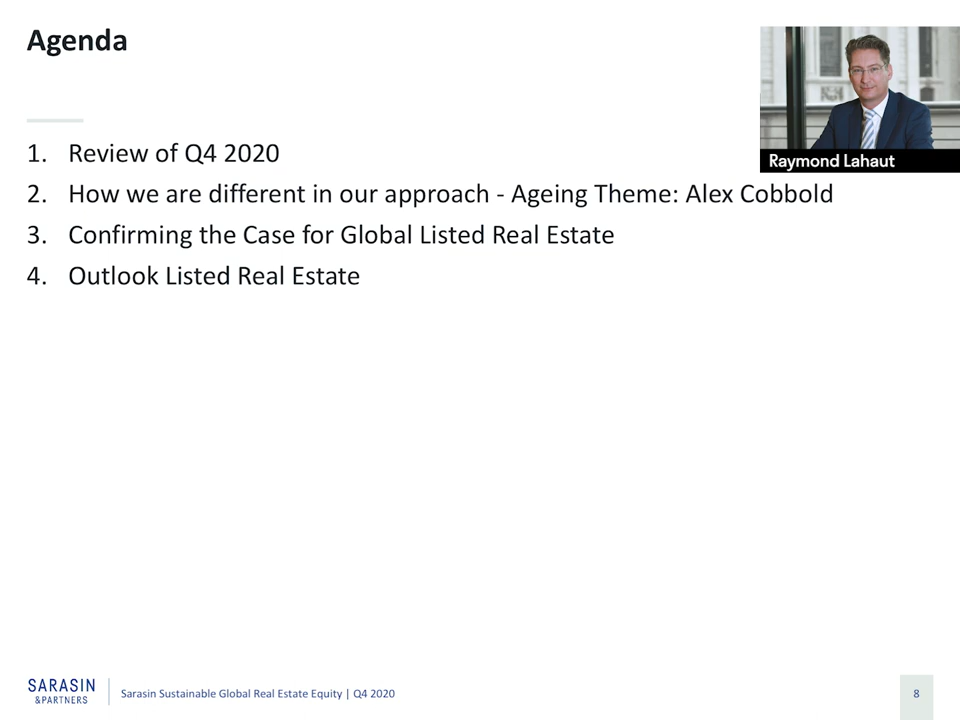 Agenda
Raymond Lahaut
1. Review of Q4 2020
2. How we are different in our approach - Ageing Theme: Alex Cobbold
3. Confirming the Case for Global Listed Real Estate
4. Outlook Listed Real Estate
SARASIN
&PARTNERS
Sarasin Sustainable Global Real Estate Equity | Q4 2020
8